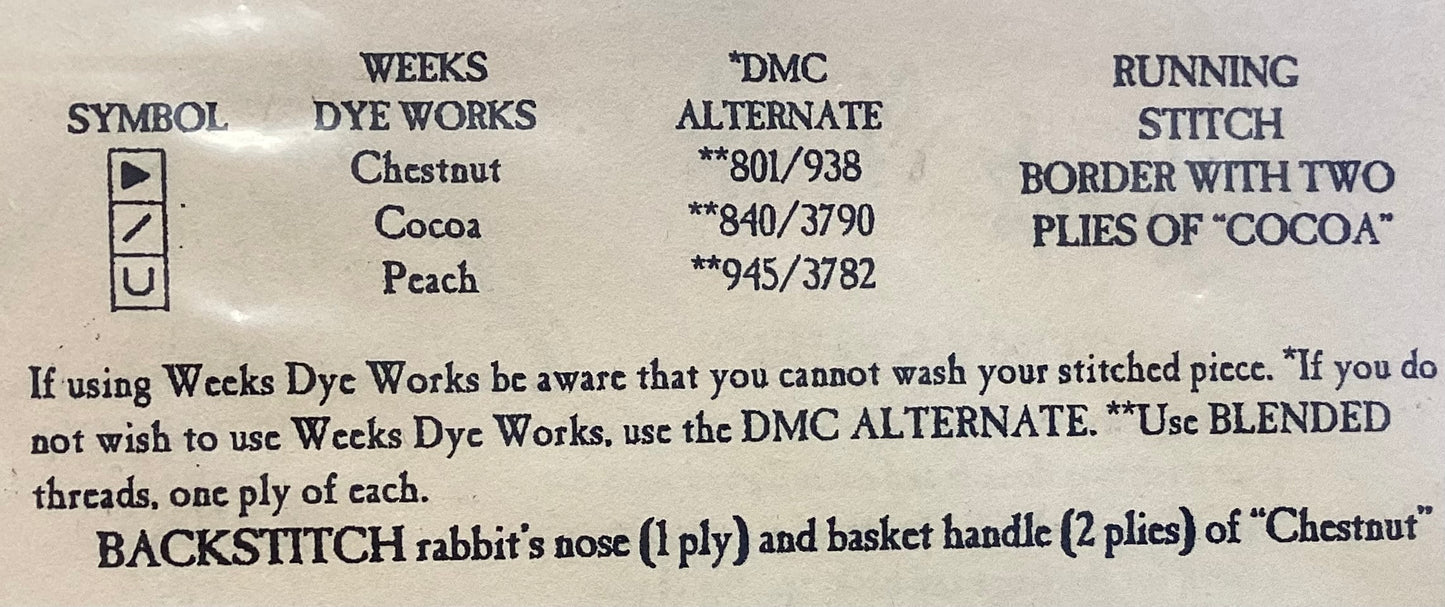 WEEKS *DMC RUNNING
SYMBOL DYE WORKS ALTERNATE STITCH
Chestnut **801/938 BORDER WITH TWO
Cocoa **840/3790 PLIES OF "COCOA"
Peach **945/3782
If using Weeks Dye Works be aware that you cannot wash your stitched piece. *If you do
not wish to use Weeks Dye Works, use the DMC ALTERNATE. **Use BLENDED
threads, one ply of each.
BACKSTITCH rabbit's nose (1 ply) and basket handle (2 plies) of "Chestnut"